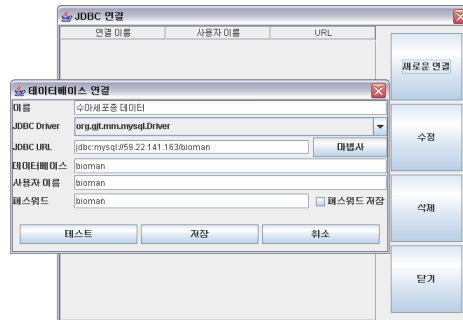 JDBC 연결
연결 이름 사용자 이름 URL
새로운 연결
수정
삭제
닫기
데이터베이스 연결
이름 수아세포종 데이터
JDBC Driver org.gjt.mm.mysql.Driver
JDBC URL jdbc:mysql://59.22.141.163/bioman 마법사
데이터베이스 bioman
사용자 이름 bioman
패스워드 bioman 패스워드 저장
테스트 저장 취소